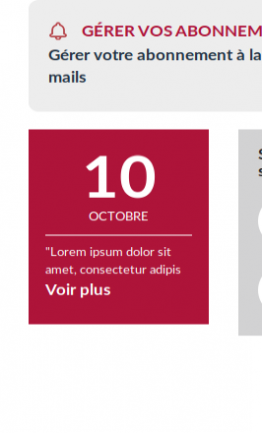 GÉRER VOS ABONNEM
Gérer votre abonnement à la
mails
10
OCTOBRE
"Lorem ipsum dolor sit
amet, consectetur adipis
Voir plus